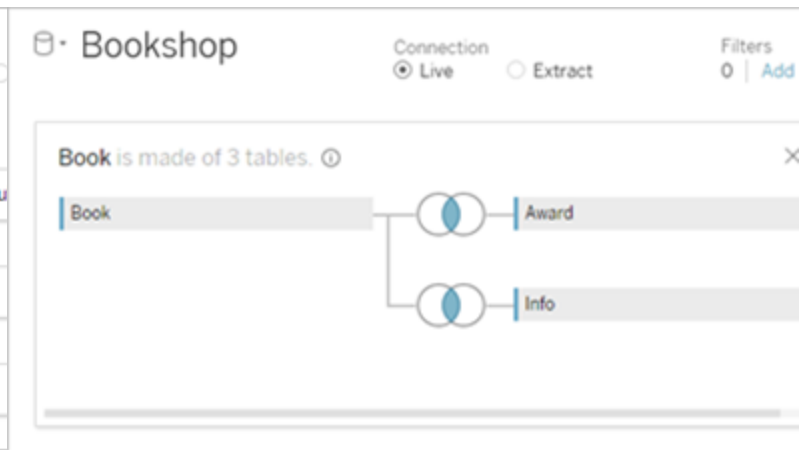 Bookshop
Connection
Live
Extract
Filters
0
Add
Book is made of 3 tables.
Book
Award
Info